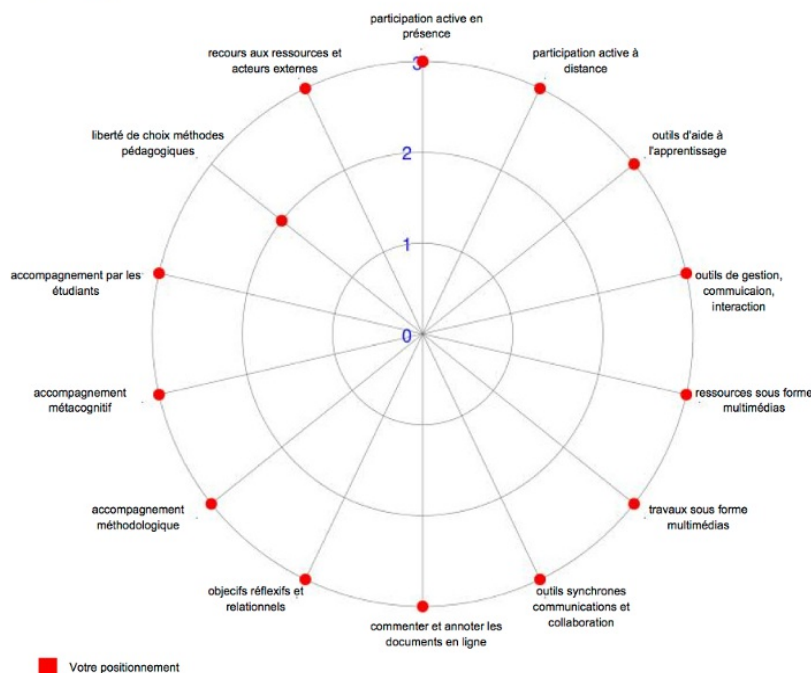 participation active en
présence
recours aux ressources et
acteurs externes
participation active à
distance
liberté de choix méthodes
pédagogiques
outils d'aide à
l'apprentissage
accompagnement par les
étudiants
outils de gestion,
commuicaion,
interaction
accompagnement
métacognitif
ressources sous forme
multimédias
accompagnement
méthodologique
travaux sous forme
multimédias
objecifs réflexifs et
relationnels
commenter et annoter les
documents en ligne
outils synchrones
communications et
collaboration
3
2
1
0
Votre positionnement